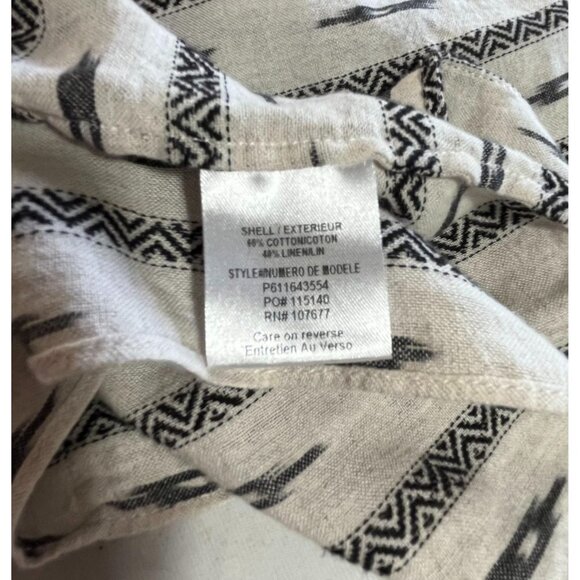 SHELL / EXTERIEUR
60% COTTON/COTON
40% LINEN/LIN
STYLE#/NUMERO DE MODELE
P611643554
PO# 115140
RN# 107677
Care on reverse
Entretien Au Verso